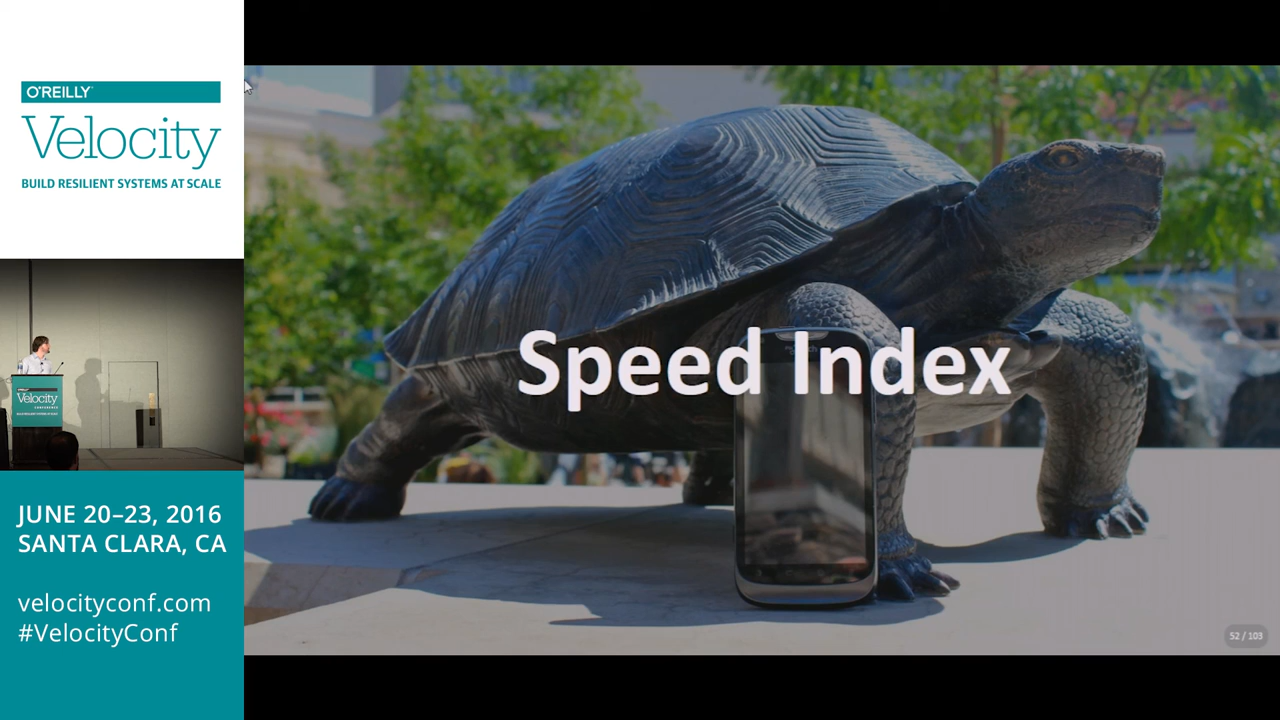 O'REILLY
Velocity
BUILD RESILIENT SYSTEMS AT SCALE
Speed Index
Velocity
JUNE 20–23, 2016
SANTA CLARA, CA
velocityconf.com
#VelocityConf
52 / 103